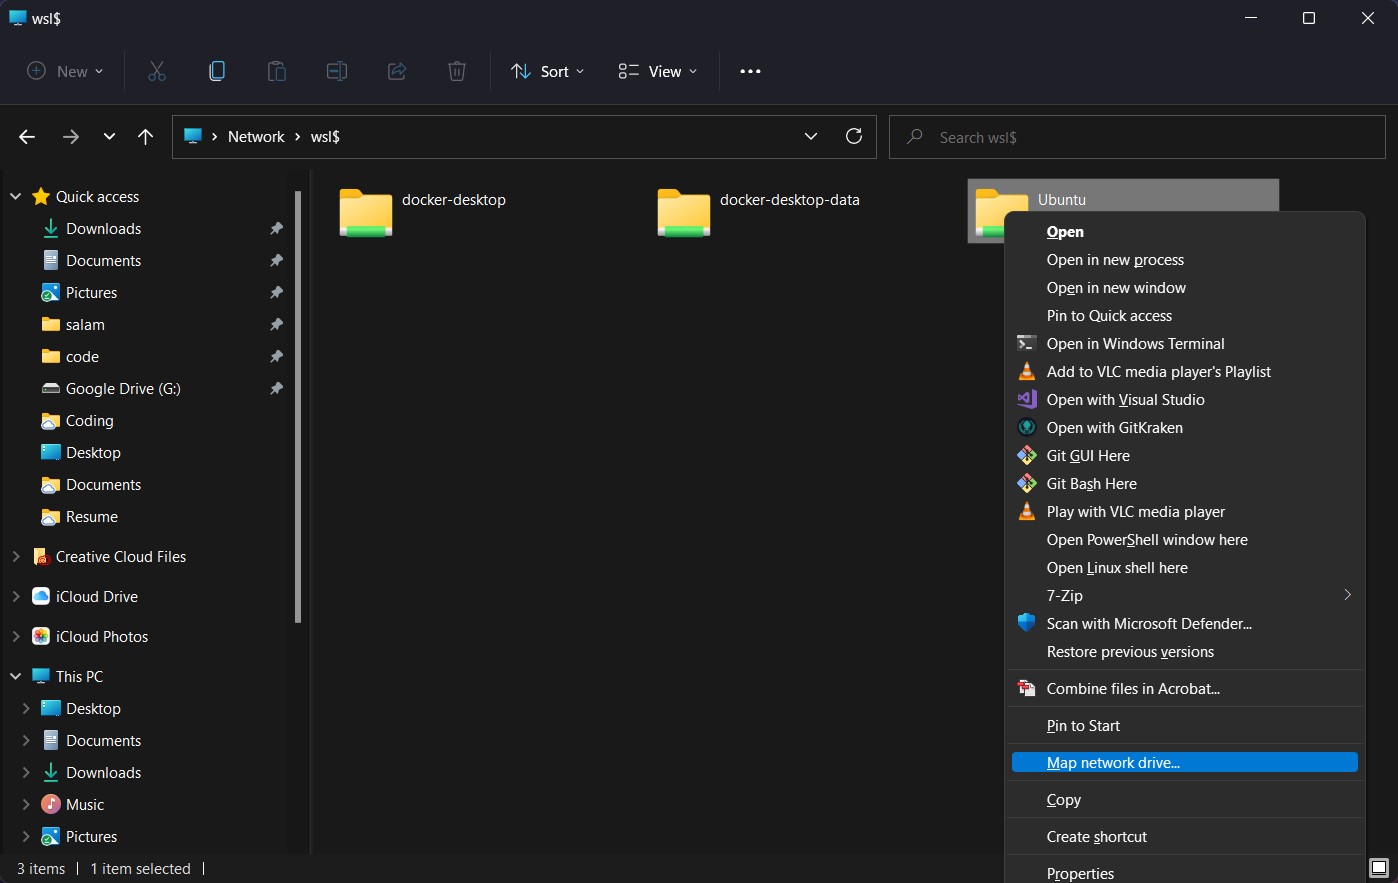 wsl$
New
Sort
View
Network
wsl$
Search wsl$
Quick access
Downloads
Documents
Pictures
salam
code
Google Drive (G:)
Coding
Desktop
Documents
Resume
Creative Cloud Files
iCloud Drive
iCloud Photos
This PC
Desktop
Documents
Downloads
Music
Pictures
docker-desktop
docker-desktop-data
Ubuntu
Open
Open in new process
Open in new window
Pin to Quick access
Open in Windows Terminal
Add to VLC media player's Playlist
Open with Visual Studio
Open with GitKraken
Git GUI Here
Git Bash Here
Play with VLC media player
Open PowerShell window here
Open Linux shell here
7-Zip
Scan with Microsoft Defender...
Restore previous versions
Combine files in Acrobat...
Pin to Start
Map network drive...
Copy
Create shortcut
Properties
3 items
1 item selected